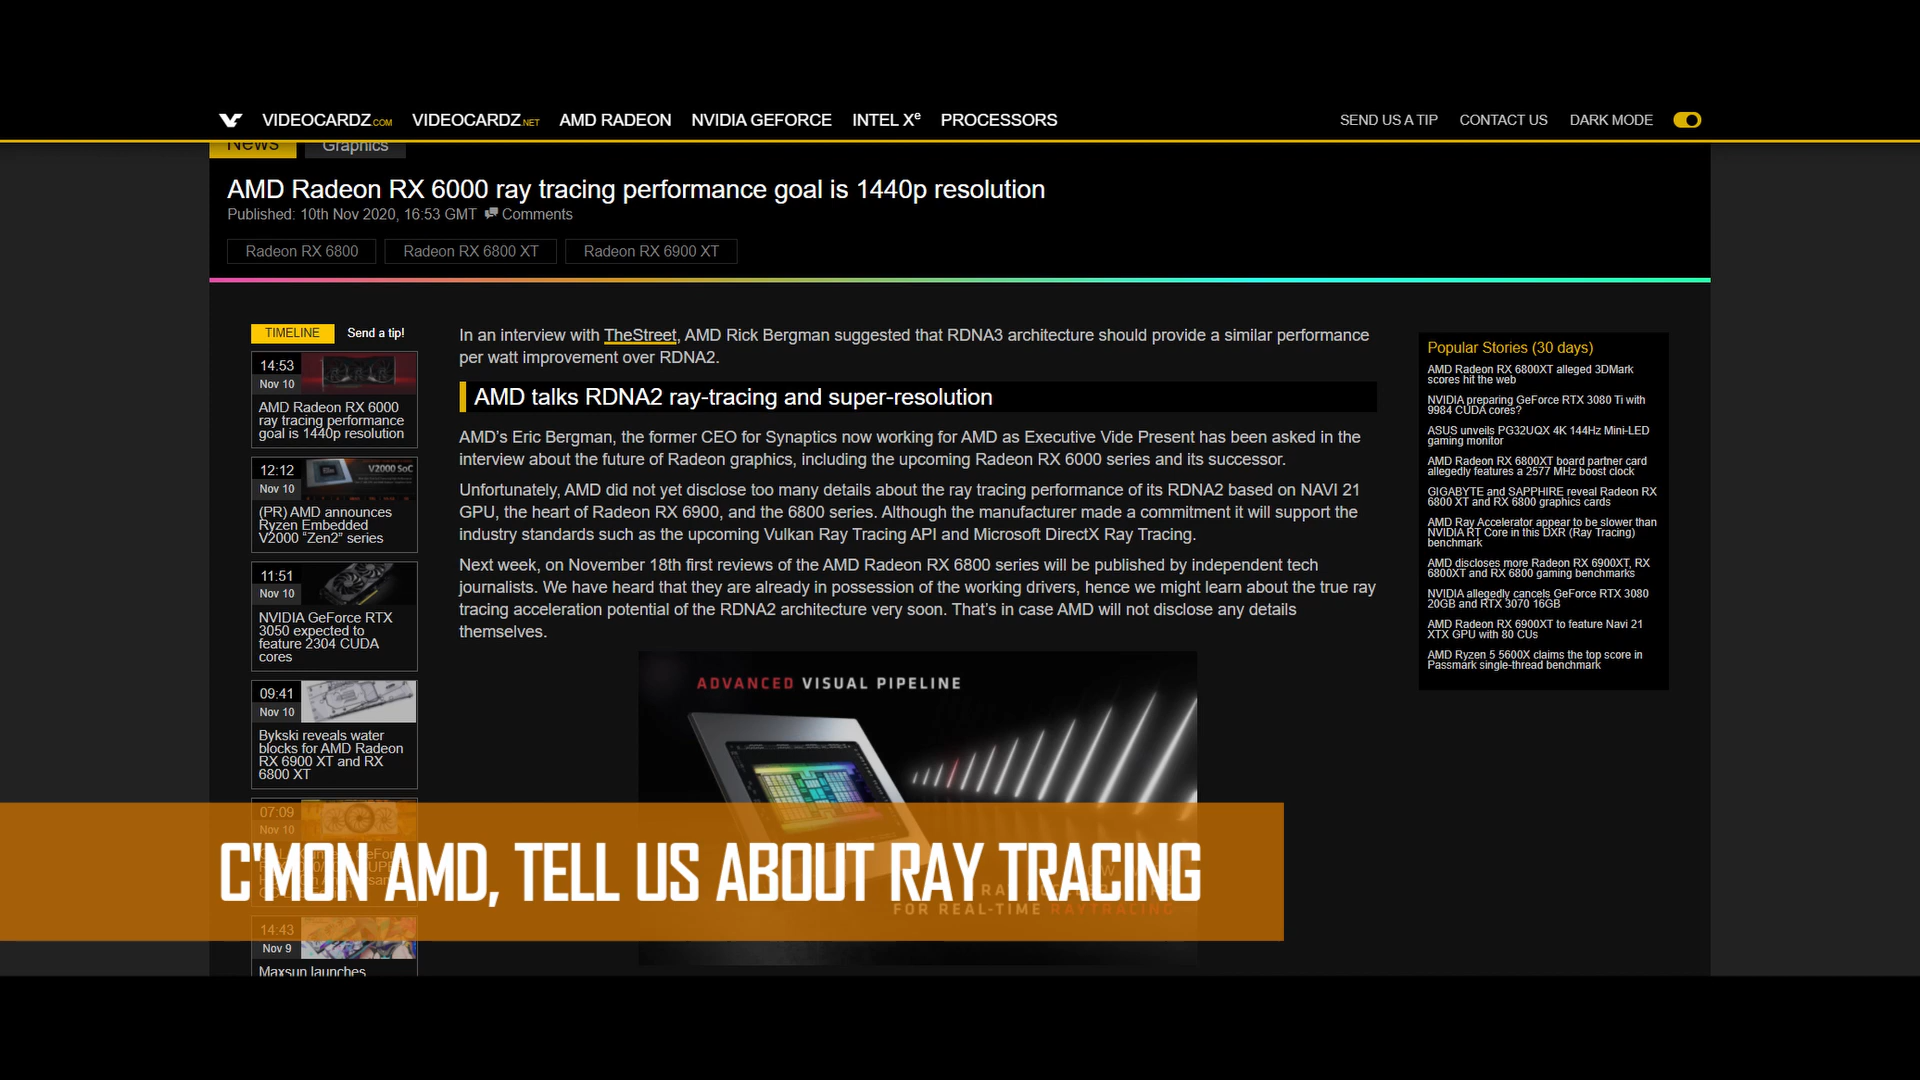 VIDEOCARDZ.COM VIDEOCARDZ.NET AMD RADEON NVIDIA GEFORCE INTEL Xe PROCESSORS SEND US A TIP CONTACT US DARK MODE
News Graphics
AMD Radeon RX 6000 ray tracing performance goal is 1440p resolution
Published: 10th Nov 2020, 16:53 GMT Comments
Radeon RX 6800 Radeon RX 6800 XT Radeon RX 6900 XT
TIMELINE Send a tip!
14:53
Nov 10
AMD Radeon RX 6000
ray tracing performance
goal is 1440p resolution
12:12
Nov 10
V2000 SoC
(PR) AMD announces
Ryzen Embedded
V2000 “Zen2” series
11:51
Nov 10
NVIDIA GeForce RTX
3050 expected to
feature 2304 CUDA
cores
09:41
Nov 10
Bykski reveals water
blocks for AMD Radeon
RX 6900 XT and RX
6800 XT
07:09
Nov 10
14:43
Nov 9
Maxsun launches
In an interview with TheStreet, AMD Rick Bergman suggested that RDNA3 architecture should provide a similar performance
per watt improvement over RDNA2.
AMD talks RDNA2 ray-tracing and super-resolution
AMD’s Eric Bergman, the former CEO for Synaptics now working for AMD as Executive Vide Present has been asked in the
interview about the future of Radeon graphics, including the upcoming Radeon RX 6000 series and its successor.
Unfortunately, AMD did not yet disclose too many details about the ray tracing performance of its RDNA2 based on NAVI 21
GPU, the heart of Radeon RX 6900, and the 6800 series. Although the manufacturer made a commitment it will support the
industry standards such as the upcoming Vulkan Ray Tracing API and Microsoft DirectX Ray Tracing.
Next week, on November 18th first reviews of the AMD Radeon RX 6800 series will be published by independent tech
journalists. We have heard that they are already in possession of the working drivers, hence we might learn about the true ray
tracing acceleration potential of the RDNA2 architecture very soon. That’s in case AMD will not disclose any details
themselves.
ADVANCED VISUAL PIPELINE
FOR REAL-TIME RAYTRACING
C'MON AMD, TELL US ABOUT RAY TRACING
Popular Stories (30 days)
AMD Radeon RX 6800XT alleged 3DMark
scores hit the web
NVIDIA preparing GeForce RTX 3080 Ti with
9984 CUDA cores?
ASUS unveils PG32UQX 4K 144Hz Mini-LED
gaming monitor
AMD Radeon RX 6800XT board partner card
allegedly features a 2577 MHz boost clock
GIGABYTE and SAPPHIRE reveal Radeon RX
6800 XT and RX 6800 graphics cards
AMD Ray Accelerator appear to be slower than
NVIDIA RT Core in this DXR (Ray Tracing)
benchmark
AMD discloses more Radeon RX 6900XT, RX
6800XT and RX 6800 gaming benchmarks
NVIDIA allegedly cancels GeForce RTX 3080
20GB and RTX 3070 16GB
AMD Radeon RX 6900XT to feature Navi 21
XTX GPU with 80 CUs
AMD Ryzen 5 5600X claims the top score in
Passmark single-thread benchmark